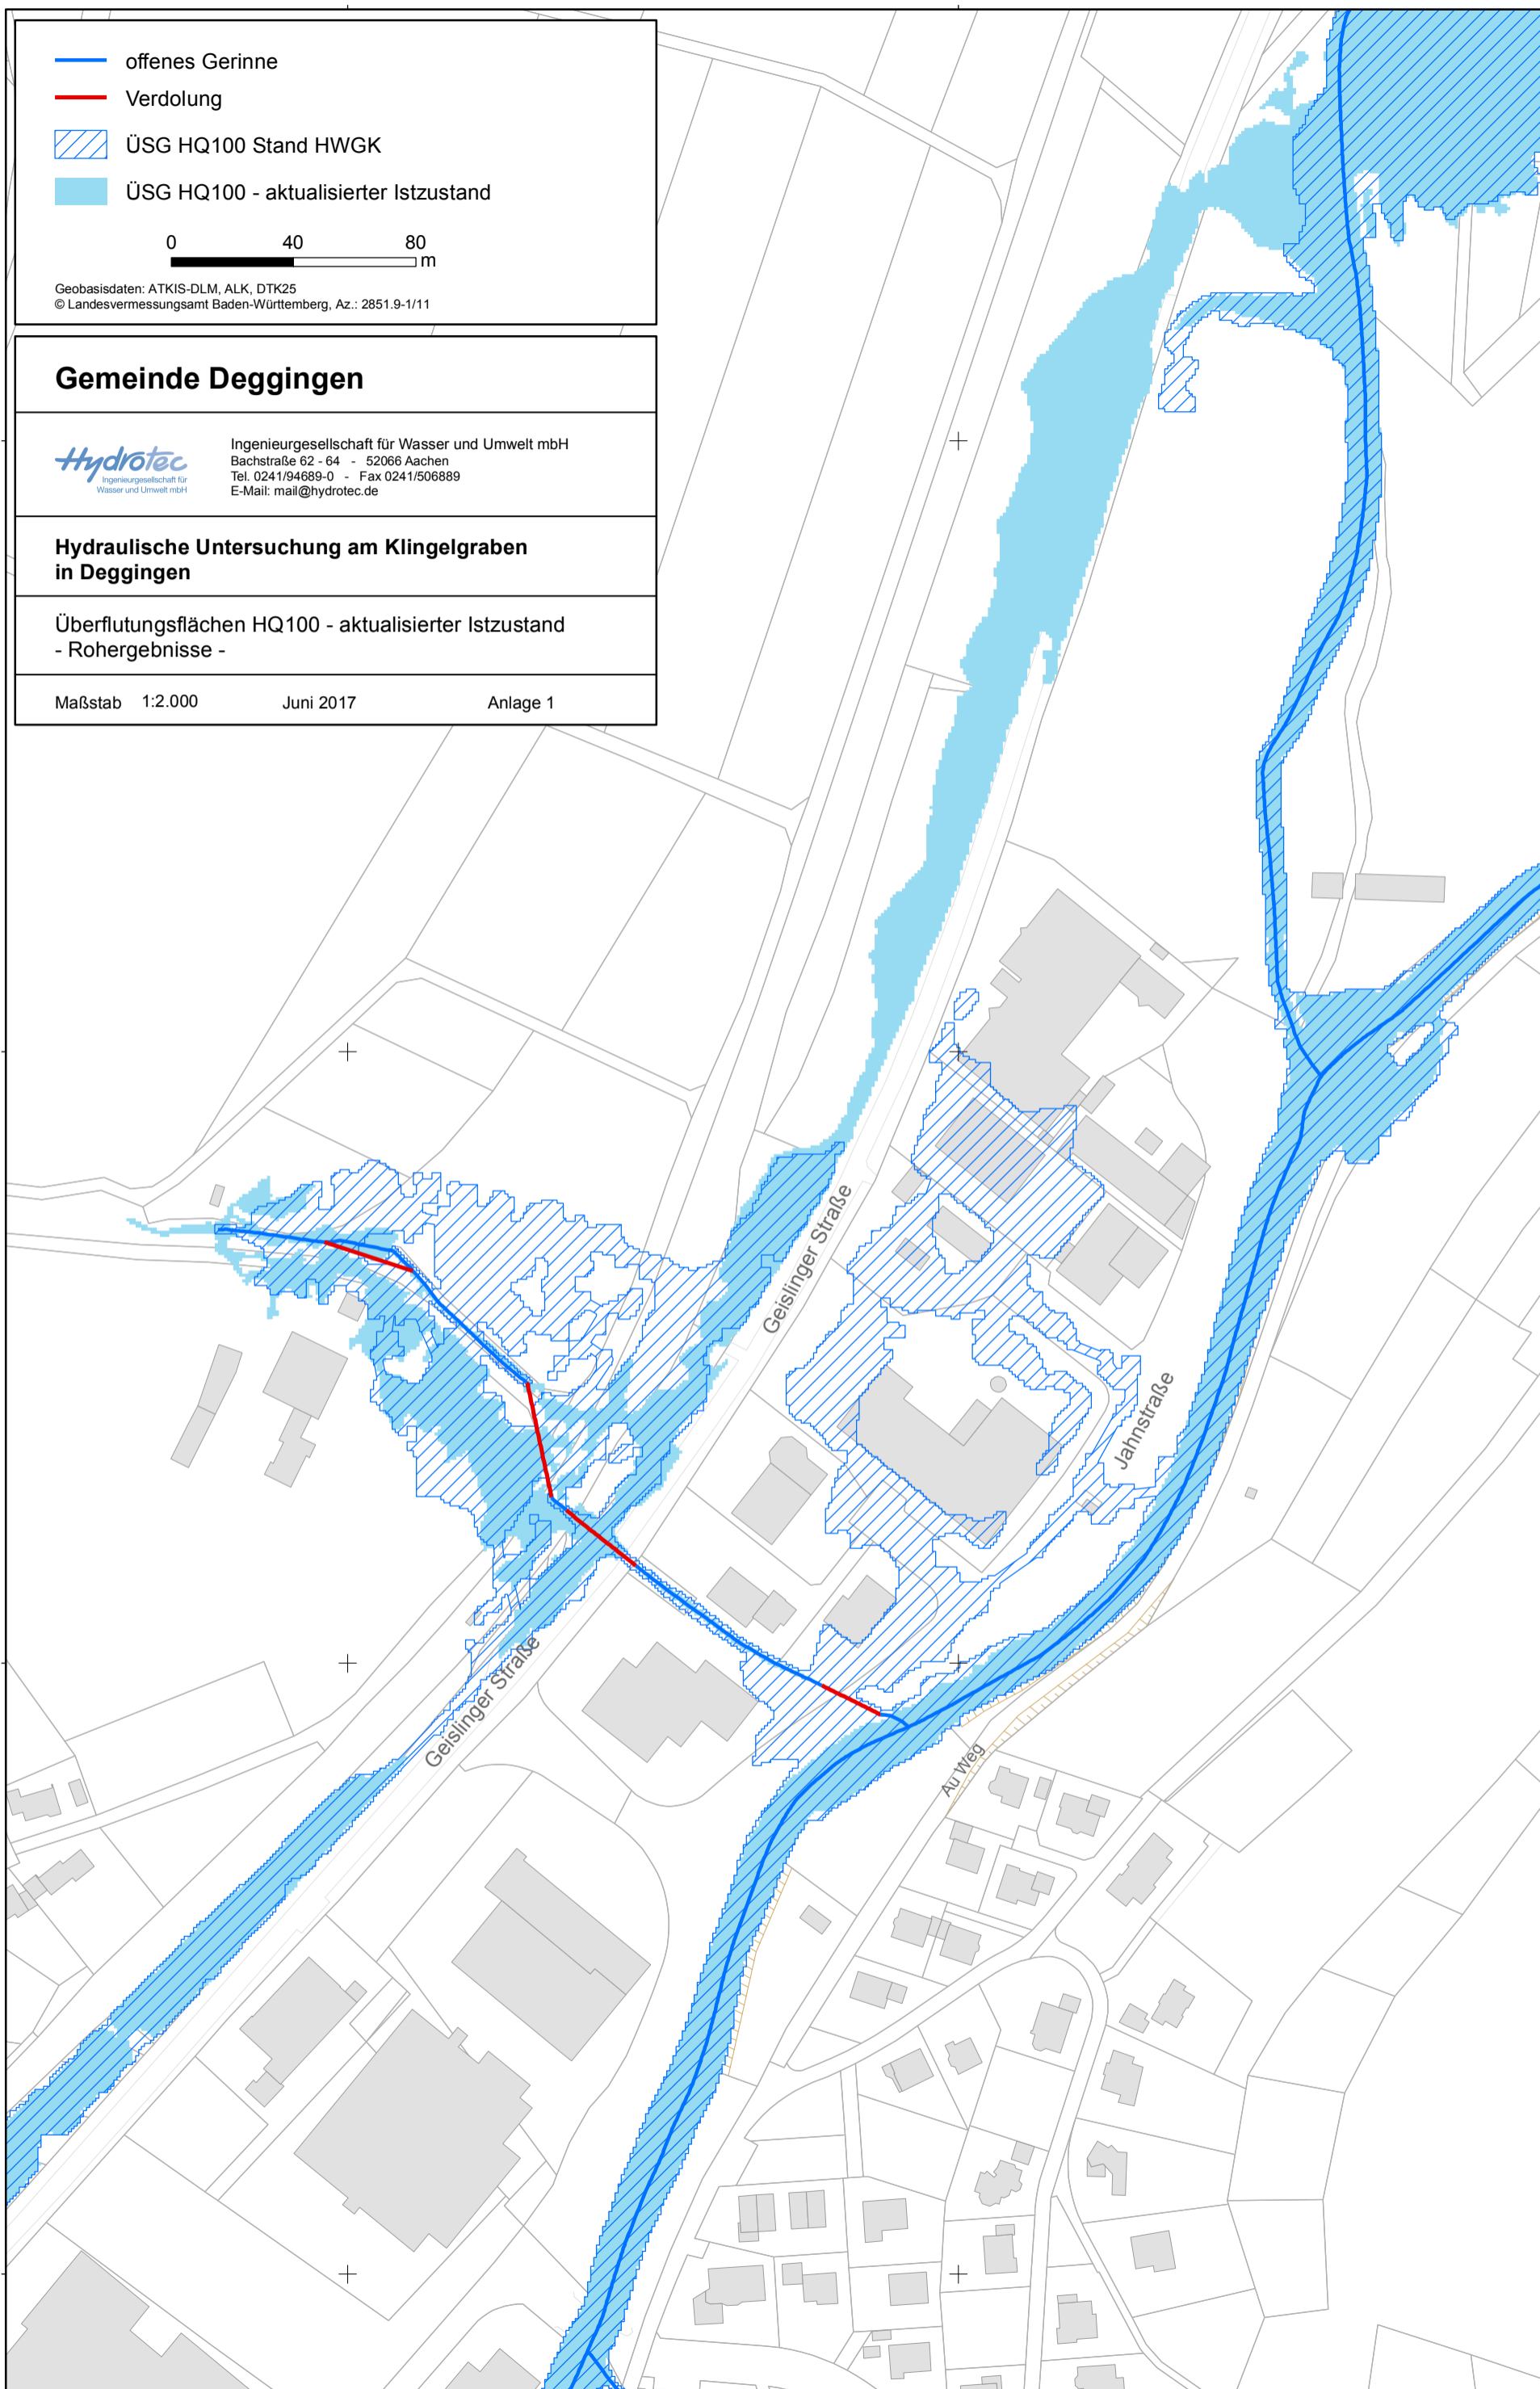 offenes Gerinne
Verdolung
ÜSG HQ100 Stand HWGK
ÜSG HQ100 - aktualisierter Istzustand
0 40 80
m
Geobasisdaten: ATKIS-DLM, ALK, DTK25
© Landesvermessungsamt Baden-Württemberg, Az.: 2851.9-1/11
Gemeinde Deggingen
Hydrotec
Ingenieurgesellschaft für
Wasser und Umwelt mbH
Ingenieurgesellschaft für Wasser und Umwelt mbH
Bachstraße 62 - 64 - 52066 Aachen
Tel. 0241/94689-0 - Fax 0241/506889
E-Mail: mail@hydrotec.de
Hydraulische Untersuchung am Klingelgraben
in Deggingen
Überflutungsflächen HQ100 - aktualisierter Istzustand
- Rohergebnisse -
Maßstab 1:2.000 Juni 2017 Anlage 1
Geislinger Straße
Jahnstraße
Geislinger Straße
Au Weg